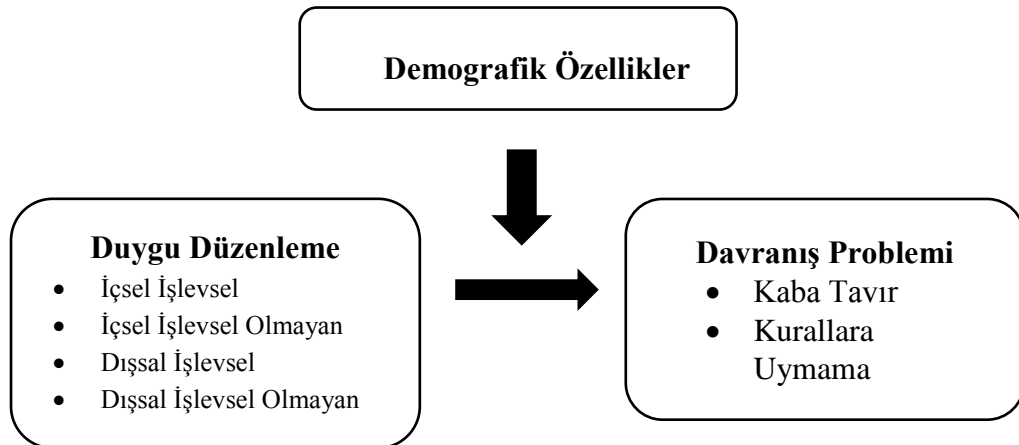 Demografik Özellikler
Duygu Düzenleme
• İçsel İşlevsel
• İçsel İşlevsel Olmayan
• Dışsal İşlevsel
• Dışsal İşlevsel Olmayan
Davranış Problemi
• Kaba Tavır
• Kurallara
Uymama